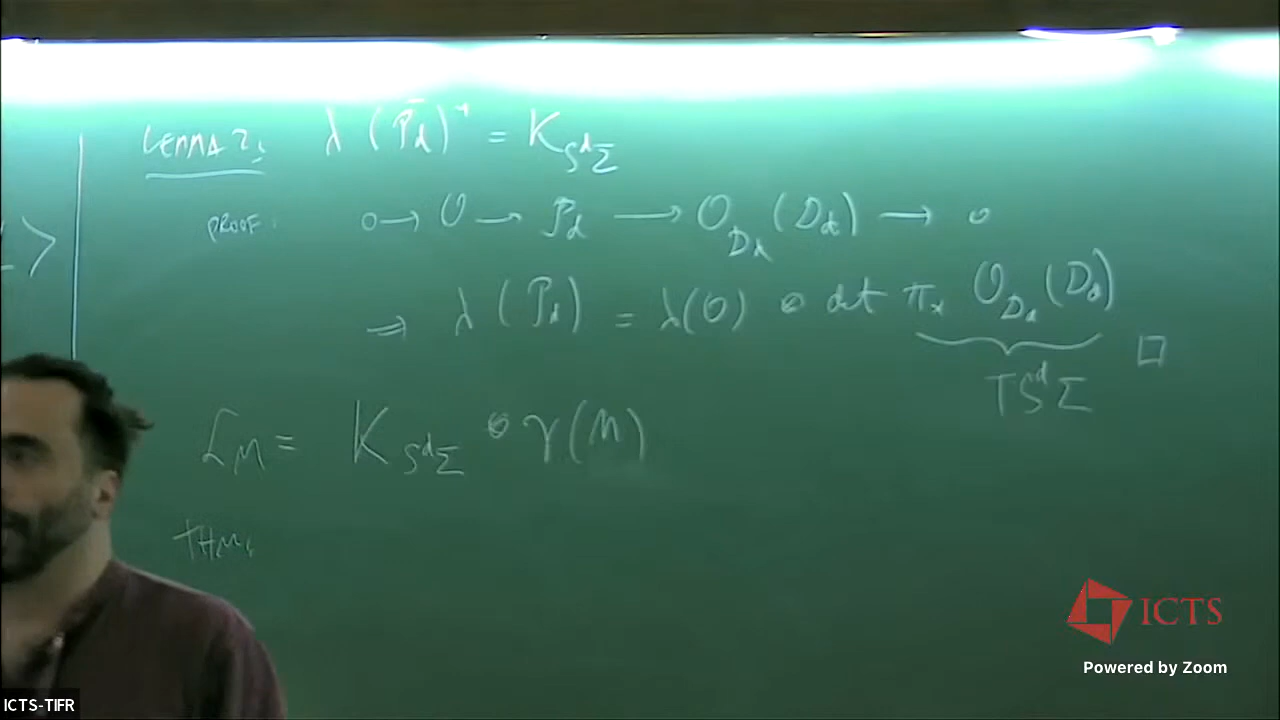 LEMMA 2: λ (𝒫_d)^{-1} = K_{S^dΣ}
PROOF: 0 → O → 𝒫_d → O_{D_d} (D_d) → 0
⇒ λ (𝒫_d) = λ(O) ⊗ det π_* O_{D_d} (D_d) □
TS^dΣ
ℒ_M = K_{S^dΣ} ⊗ γ(M)
THM:
ICTS
Powered by Zoom
ICTS-TIFR